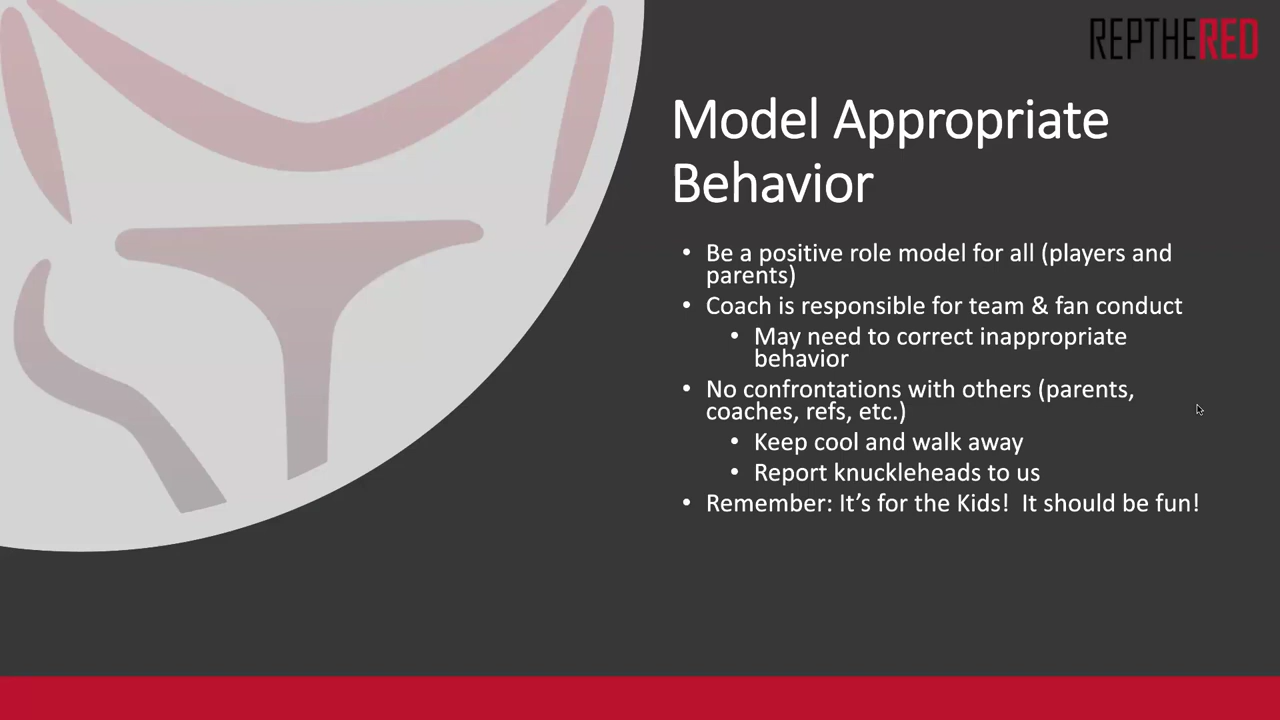 REPTHERED
Model Appropriate
Behavior
• Be a positive role model for all (players and
parents)
• Coach is responsible for team & fan conduct
• May need to correct inappropriate
behavior
• No confrontations with others (parents,
coaches, refs, etc.)
• Keep cool and walk away
• Report knuckleheads to us
• Remember: It’s for the Kids!  It should be fun!